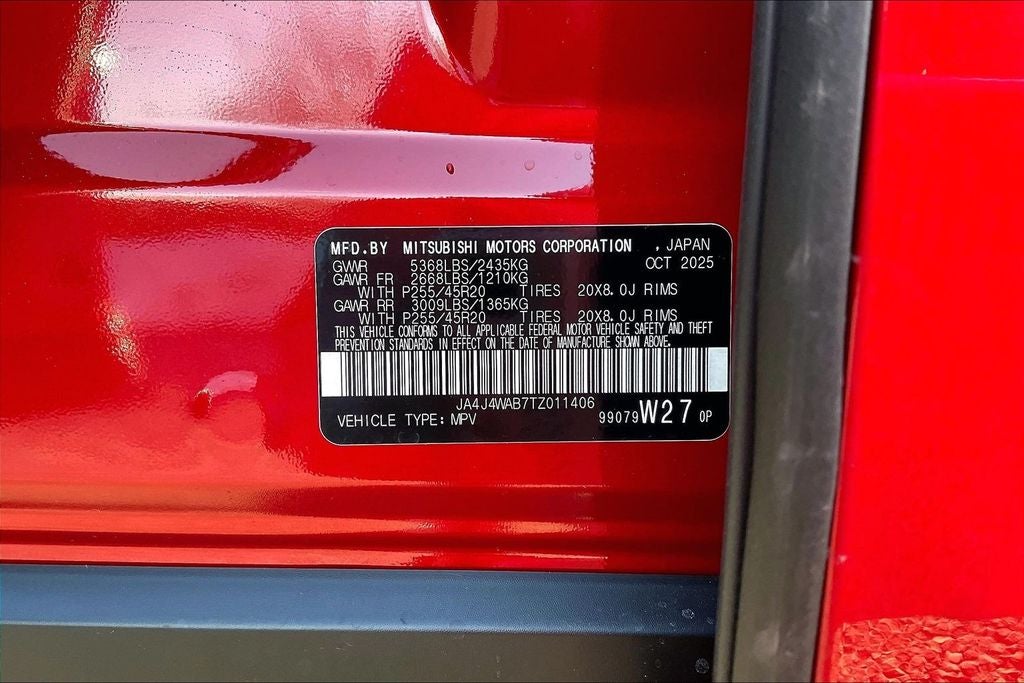 MFD.BY MITSUBISHI MOTORS CORPORATION , JAPAN
GVWR 5368LBS/2435KG OCT 2025
GAWR FR 2668LBS/1210KG
WITH P255/45R20 TIRES 20X8.0J RIMS
GAWR RR 3009LBS/1365KG
WITH P255/45R20 TIRES 20X8.0J RIMS
THIS VEHICLE CONFORMS TO ALL APPLICABLE FEDERAL MOTOR VEHICLE SAFETY AND THEFT
PREVENTION STANDARDS IN EFFECT ON THE DATE OF MANUFACTURE SHOWN ABOVE.
JA4J4WAB7TZ011406
VEHICLE TYPE: MPV 99079 W27 0P